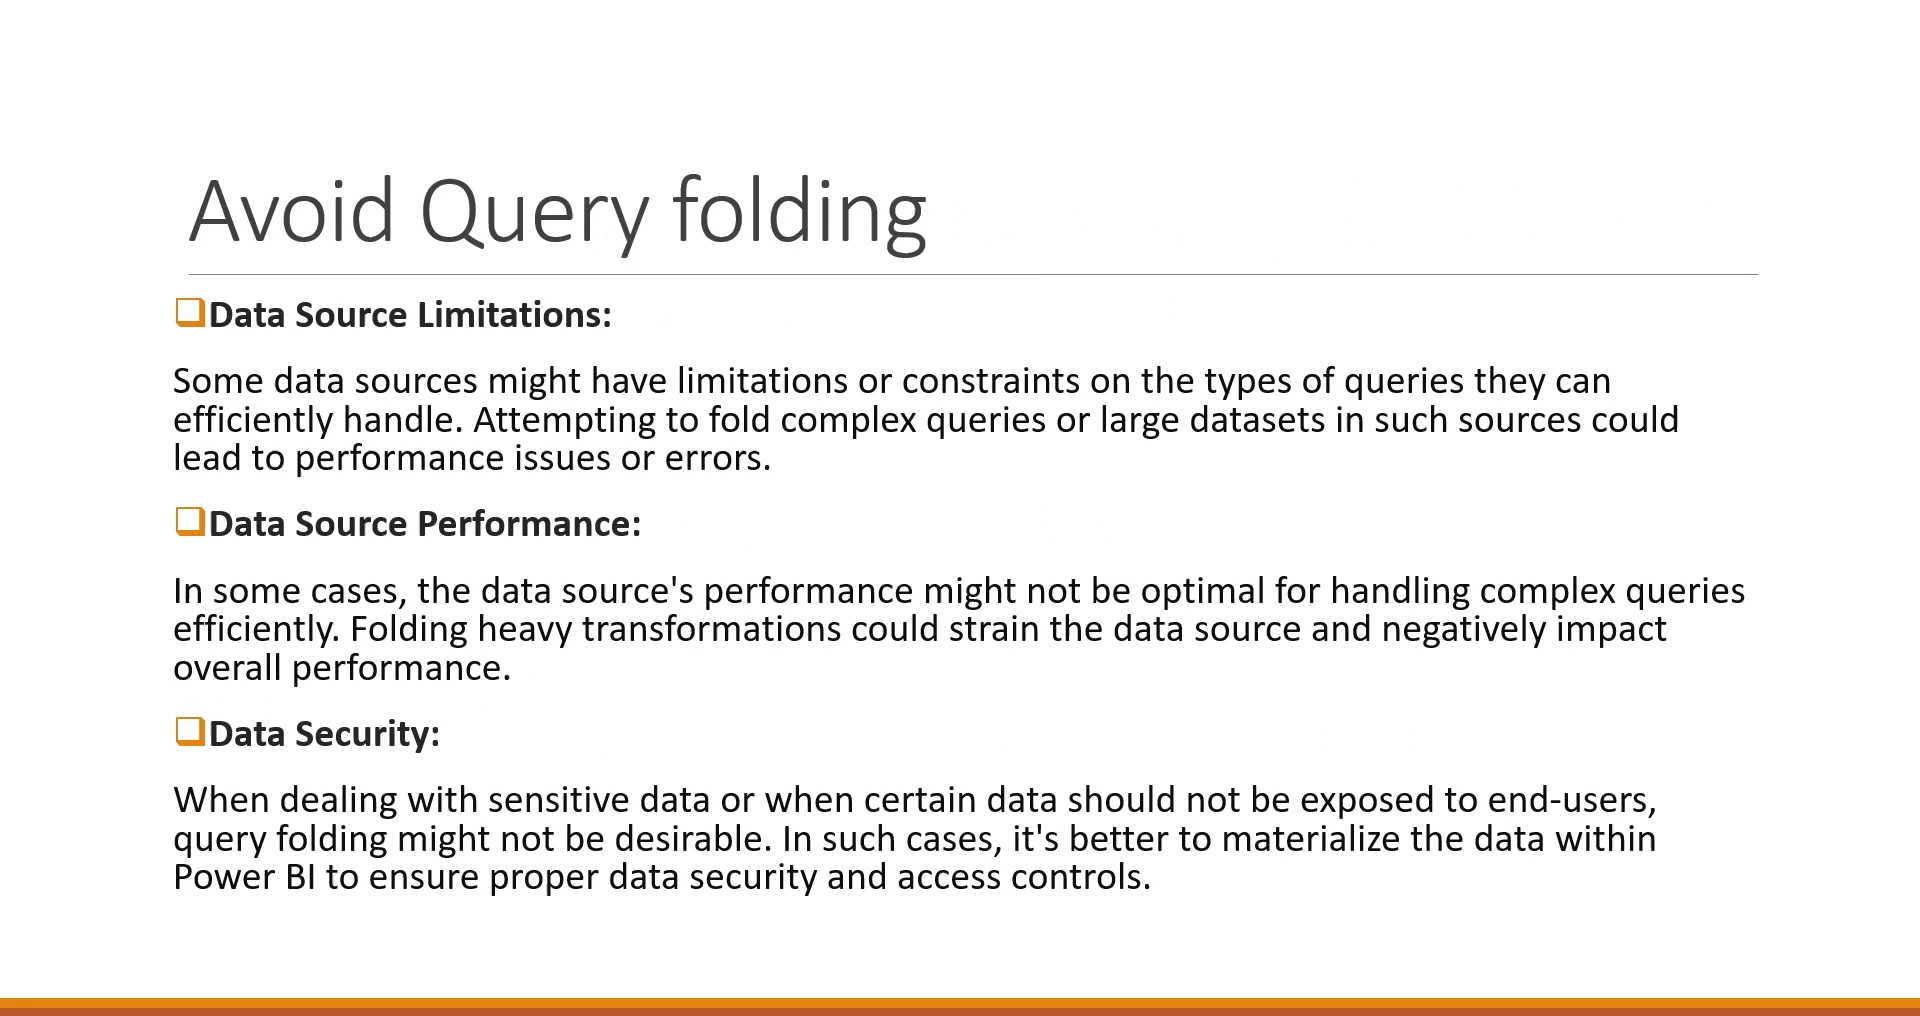 Avoid Query folding
Data Source Limitations:
Some data sources might have limitations or constraints on the types of queries they can
efficiently handle. Attempting to fold complex queries or large datasets in such sources could
lead to performance issues or errors.
Data Source Performance:
In some cases, the data source's performance might not be optimal for handling complex queries
efficiently. Folding heavy transformations could strain the data source and negatively impact
overall performance.
Data Security:
When dealing with sensitive data or when certain data should not be exposed to end-users,
query folding might not be desirable. In such cases, it's better to materialize the data within
Power BI to ensure proper data security and access controls.